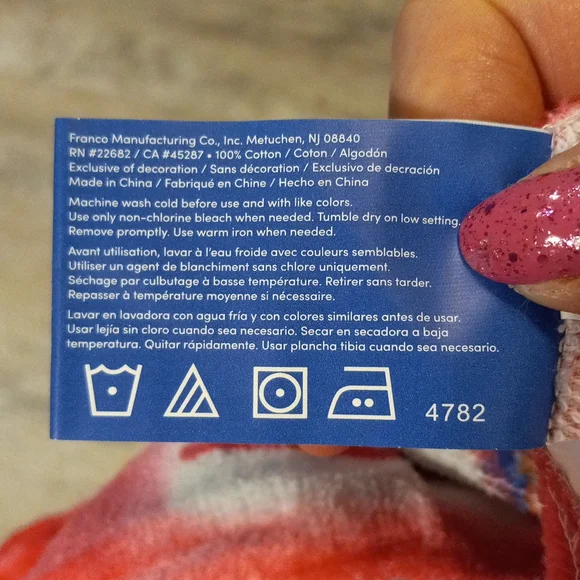 Franco Manufacturing Co., Inc. Metuchen, NJ 08840
RN #22682 / CA #45287 • 100% Cotton / Coton / Algodón
Exclusive of decoration / Sans décoration / Exclusivo de decración
Made in China / Fabriqué en Chine / Hecho en China
Machine wash cold before use and with like colors.
Use only non-chlorine bleach when needed. Tumble dry on low setting.
Remove promptly. Use warm iron when needed.
Avant utilisation, lavar à l'eau froide avec couleurs semblables.
Utiliser un agent de blanchiment sans chlore uniquement.
Séchage par culbutage à basse température. Retirer sans tarder.
Repasser à température moyenne si nécessaire.
Lavar en lavadora con agua fría y con colores similares antes de usar.
Usar lejía sin cloro cuando sea necesario. Secar en secadora a baja
temperatura. Quitar rápidamente. Usar plancha tibia cuando sea necesario.
4782